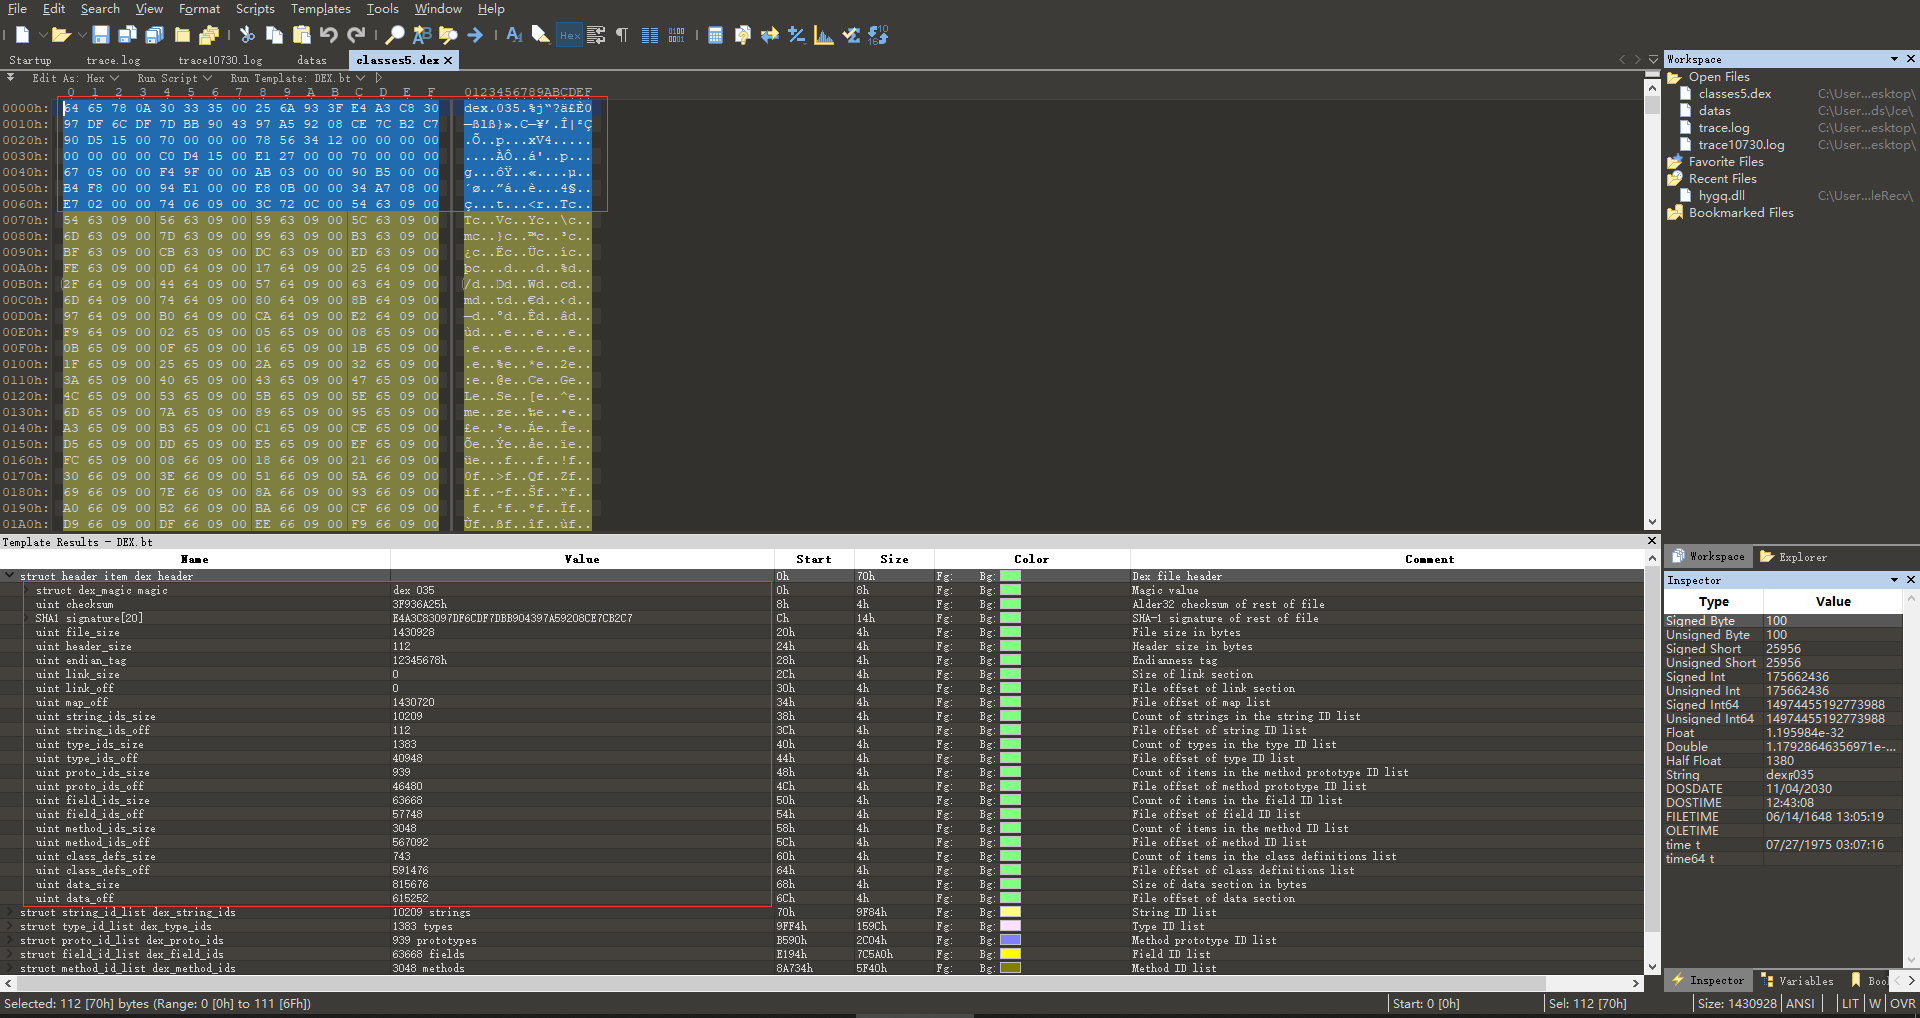 File Edit Search View Format Scripts Templates Tools Window Help
Startup trace.log trace10730.log datas classes5.dex
Edit As: Hex Run Script Run Template: DEX.bt
0 1 2 3 4 5 6 7 8 9 A B C D E F 0123456789ABCDEF
0000h: 64 65 78 0A 30 33 35 00 25 6A 93 3F E4 A3 C8 30 dex.035.%j“?ä£È0
0010h: 97 DF 6C DF 7D BB 90 43 97 A5 92 08 CE 7C B2 C7 —ßlß}».C—¥’.Î|²Ç
0020h: 90 D5 15 00 70 00 00 00 78 56 34 12 00 00 00 00 .Õ..p...xV4.....
0030h: 00 00 00 00 C0 D4 15 00 E1 27 00 00 70 00 00 00 ....ÀÔ..á'..p...
0040h: 67 05 00 00 F4 9F 00 00 AB 03 00 00 90 B5 00 00 g...ôŸ..«....µ..
0050h: B4 F8 00 00 94 E1 00 00 E8 0B 00 00 34 A7 08 00 ´ø..”á..è...4§..
0060h: E7 02 00 00 74 06 09 00 3C 72 0C 00 54 63 09 00 ç...t...<r..Tc..
0070h: 54 63 09 00 56 63 09 00 59 63 09 00 5C 63 09 00 Tc..Vc..Yc..\c..
0080h: 6D 63 09 00 7D 63 09 00 99 63 09 00 B3 63 09 00 mc..}c..™c..³c..
0090h: BF 63 09 00 CB 63 09 00 DC 63 09 00 ED 63 09 00 ¿c..Ëc..Üc..íc..
00A0h: FE 63 09 00 0D 64 09 00 17 64 09 00 25 64 09 00 þc...d...d..%d..
00B0h: 2F 64 09 00 44 64 09 00 57 64 09 00 63 64 09 00 /d..Dd..Wd..cd..
00C0h: 6D 64 09 00 74 64 09 00 80 64 09 00 8B 64 09 00 md..td..€d..‹d..
00D0h: 97 64 09 00 B0 64 09 00 CA 64 09 00 E2 64 09 00 —d..°d..Êd..âd..
00E0h: F9 64 09 00 02 65 09 00 05 65 09 00 08 65 09 00 ùd...e...e...e..
00F0h: 0B 65 09 00 0F 65 09 00 16 65 09 00 1B 65 09 00 .e...e...e...e..
0100h: 1F 65 09 00 25 65 09 00 2A 65 09 00 32 65 09 00 .e..%e..*e..2e..
0110h: 3A 65 09 00 40 65 09 00 43 65 09 00 47 65 09 00 :e..@e..Ce..Ge..
0120h: 4C 65 09 00 53 65 09 00 5B 65 09 00 5E 65 09 00 Le..Se..[e..^e..
0130h: 6D 65 09 00 7A 65 09 00 89 65 09 00 95 65 09 00 me..ze..‰e..•e..
0140h: A3 65 09 00 B3 65 09 00 C1 65 09 00 CE 65 09 00 £e..³e..Áe..Îe..
0150h: D5 65 09 00 DD 65 09 00 E5 65 09 00 EF 65 09 00 Õe..Ýe..åe..ïe..
0160h: FC 65 09 00 08 66 09 00 18 66 09 00 21 66 09 00 üe...f...f..!f..
0170h: 30 66 09 00 3E 66 09 00 51 66 09 00 5A 66 09 00 0f..>f..Qf..Zf..
0180h: 69 66 09 00 7E 66 09 00 8A 66 09 00 93 66 09 00 if..~f..Šf..“f..
0190h: A0 66 09 00 B2 66 09 00 BA 66 09 00 CF 66 09 00 f..²f..ºf..Ïf..
01A0h: D9 66 09 00 DF 66 09 00 EE 66 09 00 F9 66 09 00 Ùf..ßf..îf..ùf..
Template Results - DEX.bt
Name Value Start Size Color Comment
struct header_item dex_header 0h 70h Fg: Bg: Dex file header
struct dex_magic magic dex 035 0h 8h Fg: Bg: Magic value
uint checksum 3F936A25h 8h 4h Fg: Bg: Alder32 checksum of rest of file
SHA1 signature[20] E4A3C83097DF6CDF7DBB904397A59208CE7CB2C7 Ch 14h Fg: Bg: SHA-1 signature of rest of file
uint file_size 1430928 20h 4h Fg: Bg: File size in bytes
uint header_size 112 24h 4h Fg: Bg: Header size in bytes
uint endian_tag 12345678h 28h 4h Fg: Bg: Endianness tag
uint link_size 0 2Ch 4h Fg: Bg: Size of link section
uint link_off 0 30h 4h Fg: Bg: File offset of link section
uint map_off 1430720 34h 4h Fg: Bg: File offset of map list
uint string_ids_size 10209 38h 4h Fg: Bg: Count of strings in the string ID list
uint string_ids_off 112 3Ch 4h Fg: Bg: File offset of string ID list
uint type_ids_size 1383 40h 4h Fg: Bg: Count of types in the type ID list
uint type_ids_off 40948 44h 4h Fg: Bg: File offset of type ID list
uint proto_ids_size 939 48h 4h Fg: Bg: Count of items in the method prototype ID list
uint proto_ids_off 46480 4Ch 4h Fg: Bg: File offset of method prototype ID list
uint field_ids_size 63668 50h 4h Fg: Bg: Count of items in the field ID list
uint field_ids_off 57748 54h 4h Fg: Bg: File offset of field ID list
uint method_ids_size 3048 58h 4h Fg: Bg: Count of items in the method ID list
uint method_ids_off 567092 5Ch 4h Fg: Bg: File offset of method ID list
uint class_defs_size 743 60h 4h Fg: Bg: Count of items in the class definitions list
uint class_defs_off 591476 64h 4h Fg: Bg: File offset of class definitions list
uint data_size 815676 68h 4h Fg: Bg: Size of data section in bytes
uint data_off 615252 6Ch 4h Fg: Bg: File offset of data section
struct string_id_list dex_string_ids 10209 strings 70h 9F84h Fg: Bg: String ID list
struct type_id_list dex_type_ids 1383 types 9FF4h 159Ch Fg: Bg: Type ID list
struct proto_id_list dex_proto_ids 939 prototypes B590h 2C04h Fg: Bg: Method prototype ID list
struct field_id_list dex_field_ids 63668 fields E194h 7C5A0h Fg: Bg: Field ID list
struct method_id_list dex_method_ids 3048 methods 8A734h 5F40h Fg: Bg: Method ID list
Selected: 112 [70h] bytes (Range: 0 [0h] to 111 [6Fh]) Start: 0 [0h] Sel: 112 [70h] Size: 1430928 ANSI LIT W OVR
Workspace
Open Files
classes5.dex C:\User...esktop\
datas C:\User...ds\Jce\
trace.log C:\User...esktop\
trace10730.log C:\User...esktop\
Favorite Files
Recent Files
hygq.dll C:\User...leRecv\
Bookmarked Files
Workspace Explorer
Inspector
Type Value
Signed Byte 100
Unsigned Byte 100
Signed Short 25956
Unsigned Short 25956
Signed Int 175662436
Unsigned Int 175662436
Signed Int64 14974455192773988
Unsigned Int64 14974455192773988
Float 1.195984e-32
Double 1.17928646356971e-...
Half Float 1380
String dex 035
DOSDATE 11/04/2030
DOSTIME 12:43:08
FILETIME 06/14/1648 13:05:19
OLETIME
time_t 07/27/1975 03:07:16
time64_t
Inspector Variables Boo